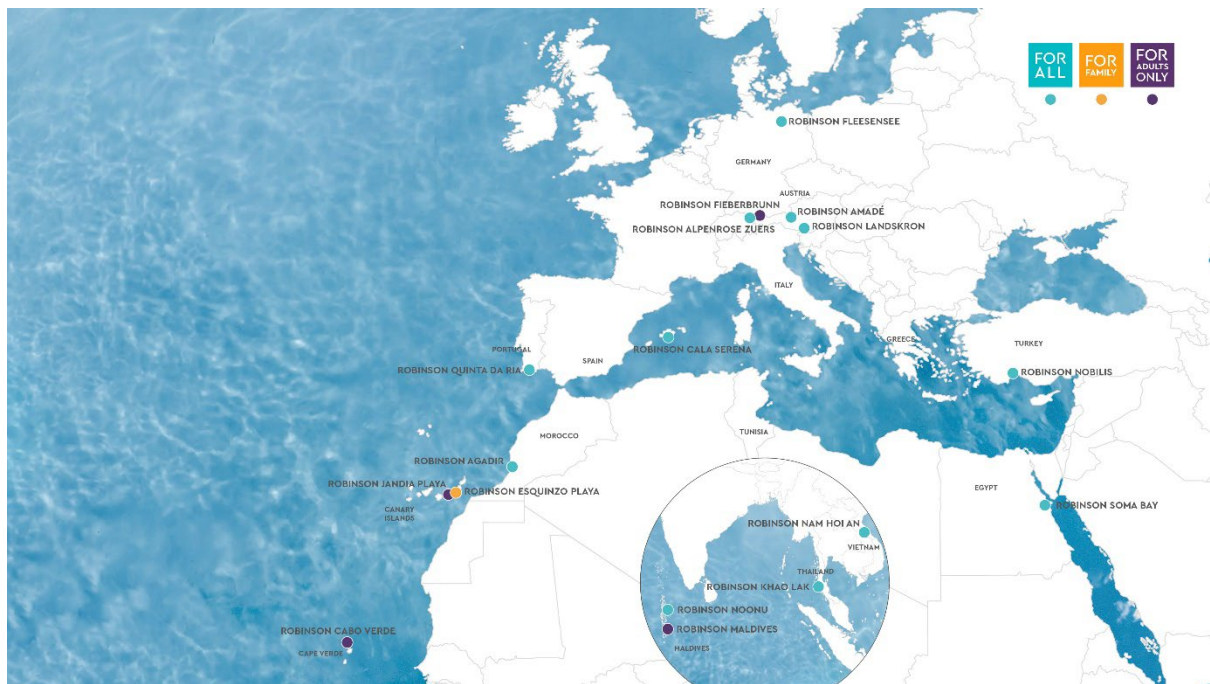 FOR
ALL
FOR
FAMILY
FOR
ADULTS
ONLY
ROBINSON FLEESENSEE
GERMANY
AUSTRIA
ROBINSON FIEBERBRUNN
ROBINSON AMADÉ
ROBINSON ALPENROSE ZUERS
ROBINSON LANDSKRON
ITALY
ROBINSON CALA SERENA
PORTUGAL
SPAIN
GREECE
TURKEY
ROBINSON QUINTA DA RIA
ROBINSON NOBILIS
MOROCCO
TUNISIA
ROBINSON AGADIR
ROBINSON JANDIA PLAYA
ROBINSON ESQUINZO PLAYA
CANARY
ISLANDS
EGYPT
ROBINSON SOMA BAY
ROBINSON NAM HOI AN
VIETNAM
THAILAND
ROBINSON KHAO LAK
ROBINSON NOONU
ROBINSON MALDIVES
MALDIVES
ROBINSON CABO VERDE
CAPE VERDE